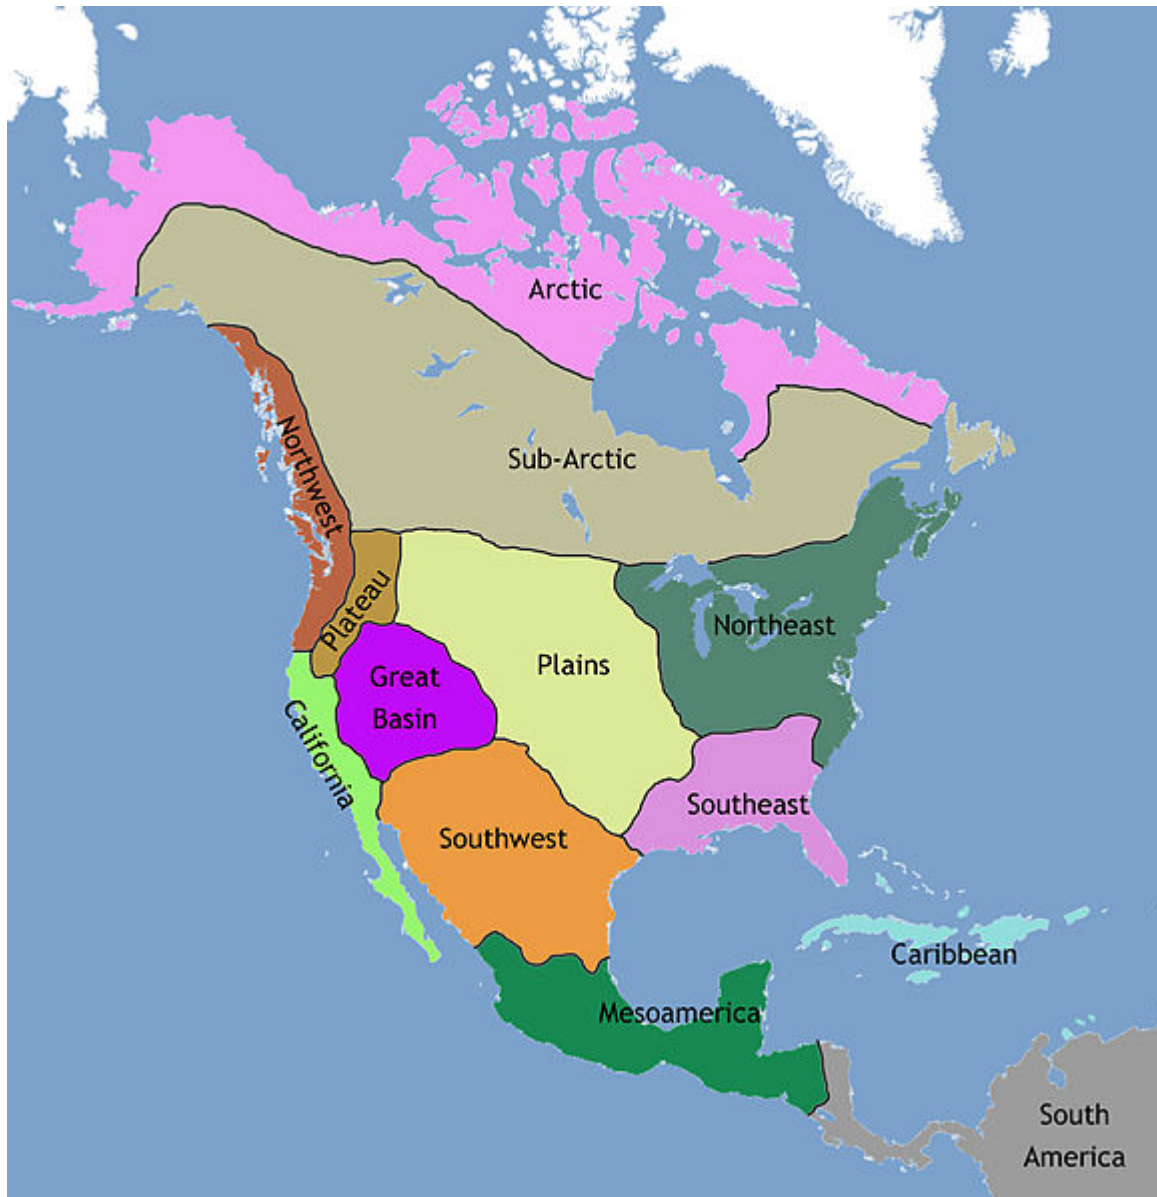 Arctic
Sub-Arctic
Northwest
Plateau
Northeast
Plains
Great
Basin
California
Southeast
Southwest
Caribbean
Mesoamerica
South
America